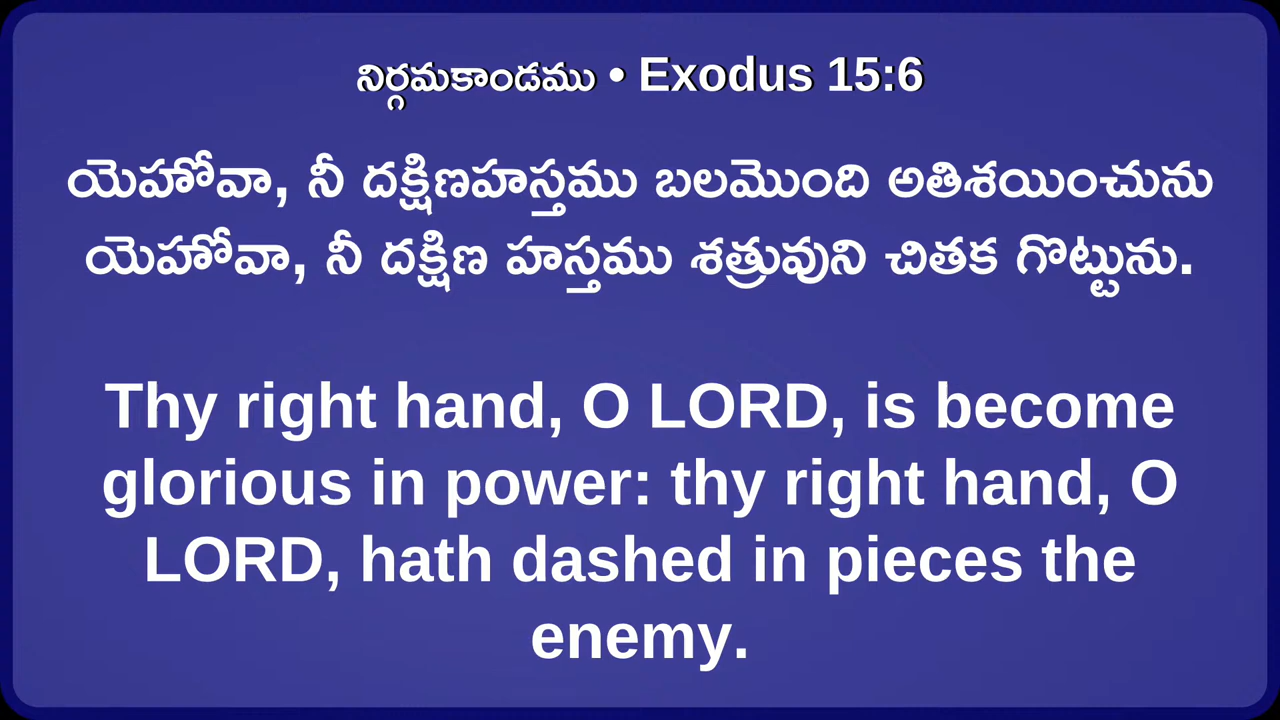 నిర్గమకాండము • Exodus 15:6
యెహోవా, నీ దక్షిణహస్తము బలమొంది అతిశయించును
యెహోవా, నీ దక్షిణ హస్తము శత్రువుని చితక గొట్టును.
Thy right hand, O LORD, is become
glorious in power: thy right hand, O
LORD, hath dashed in pieces the
enemy.